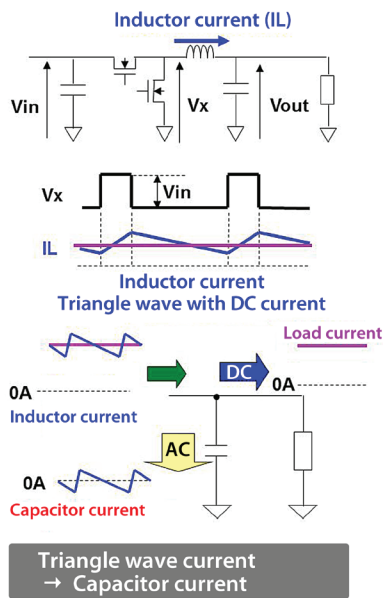 Inductor current (IL)
Vin
Vx
Vout
Vx
Vin
IL
Inductor current
Triangle wave with DC current
Load current
DC
0A
0A
Inductor current
AC
0A
Capacitor current
Triangle wave current
→ Capacitor current